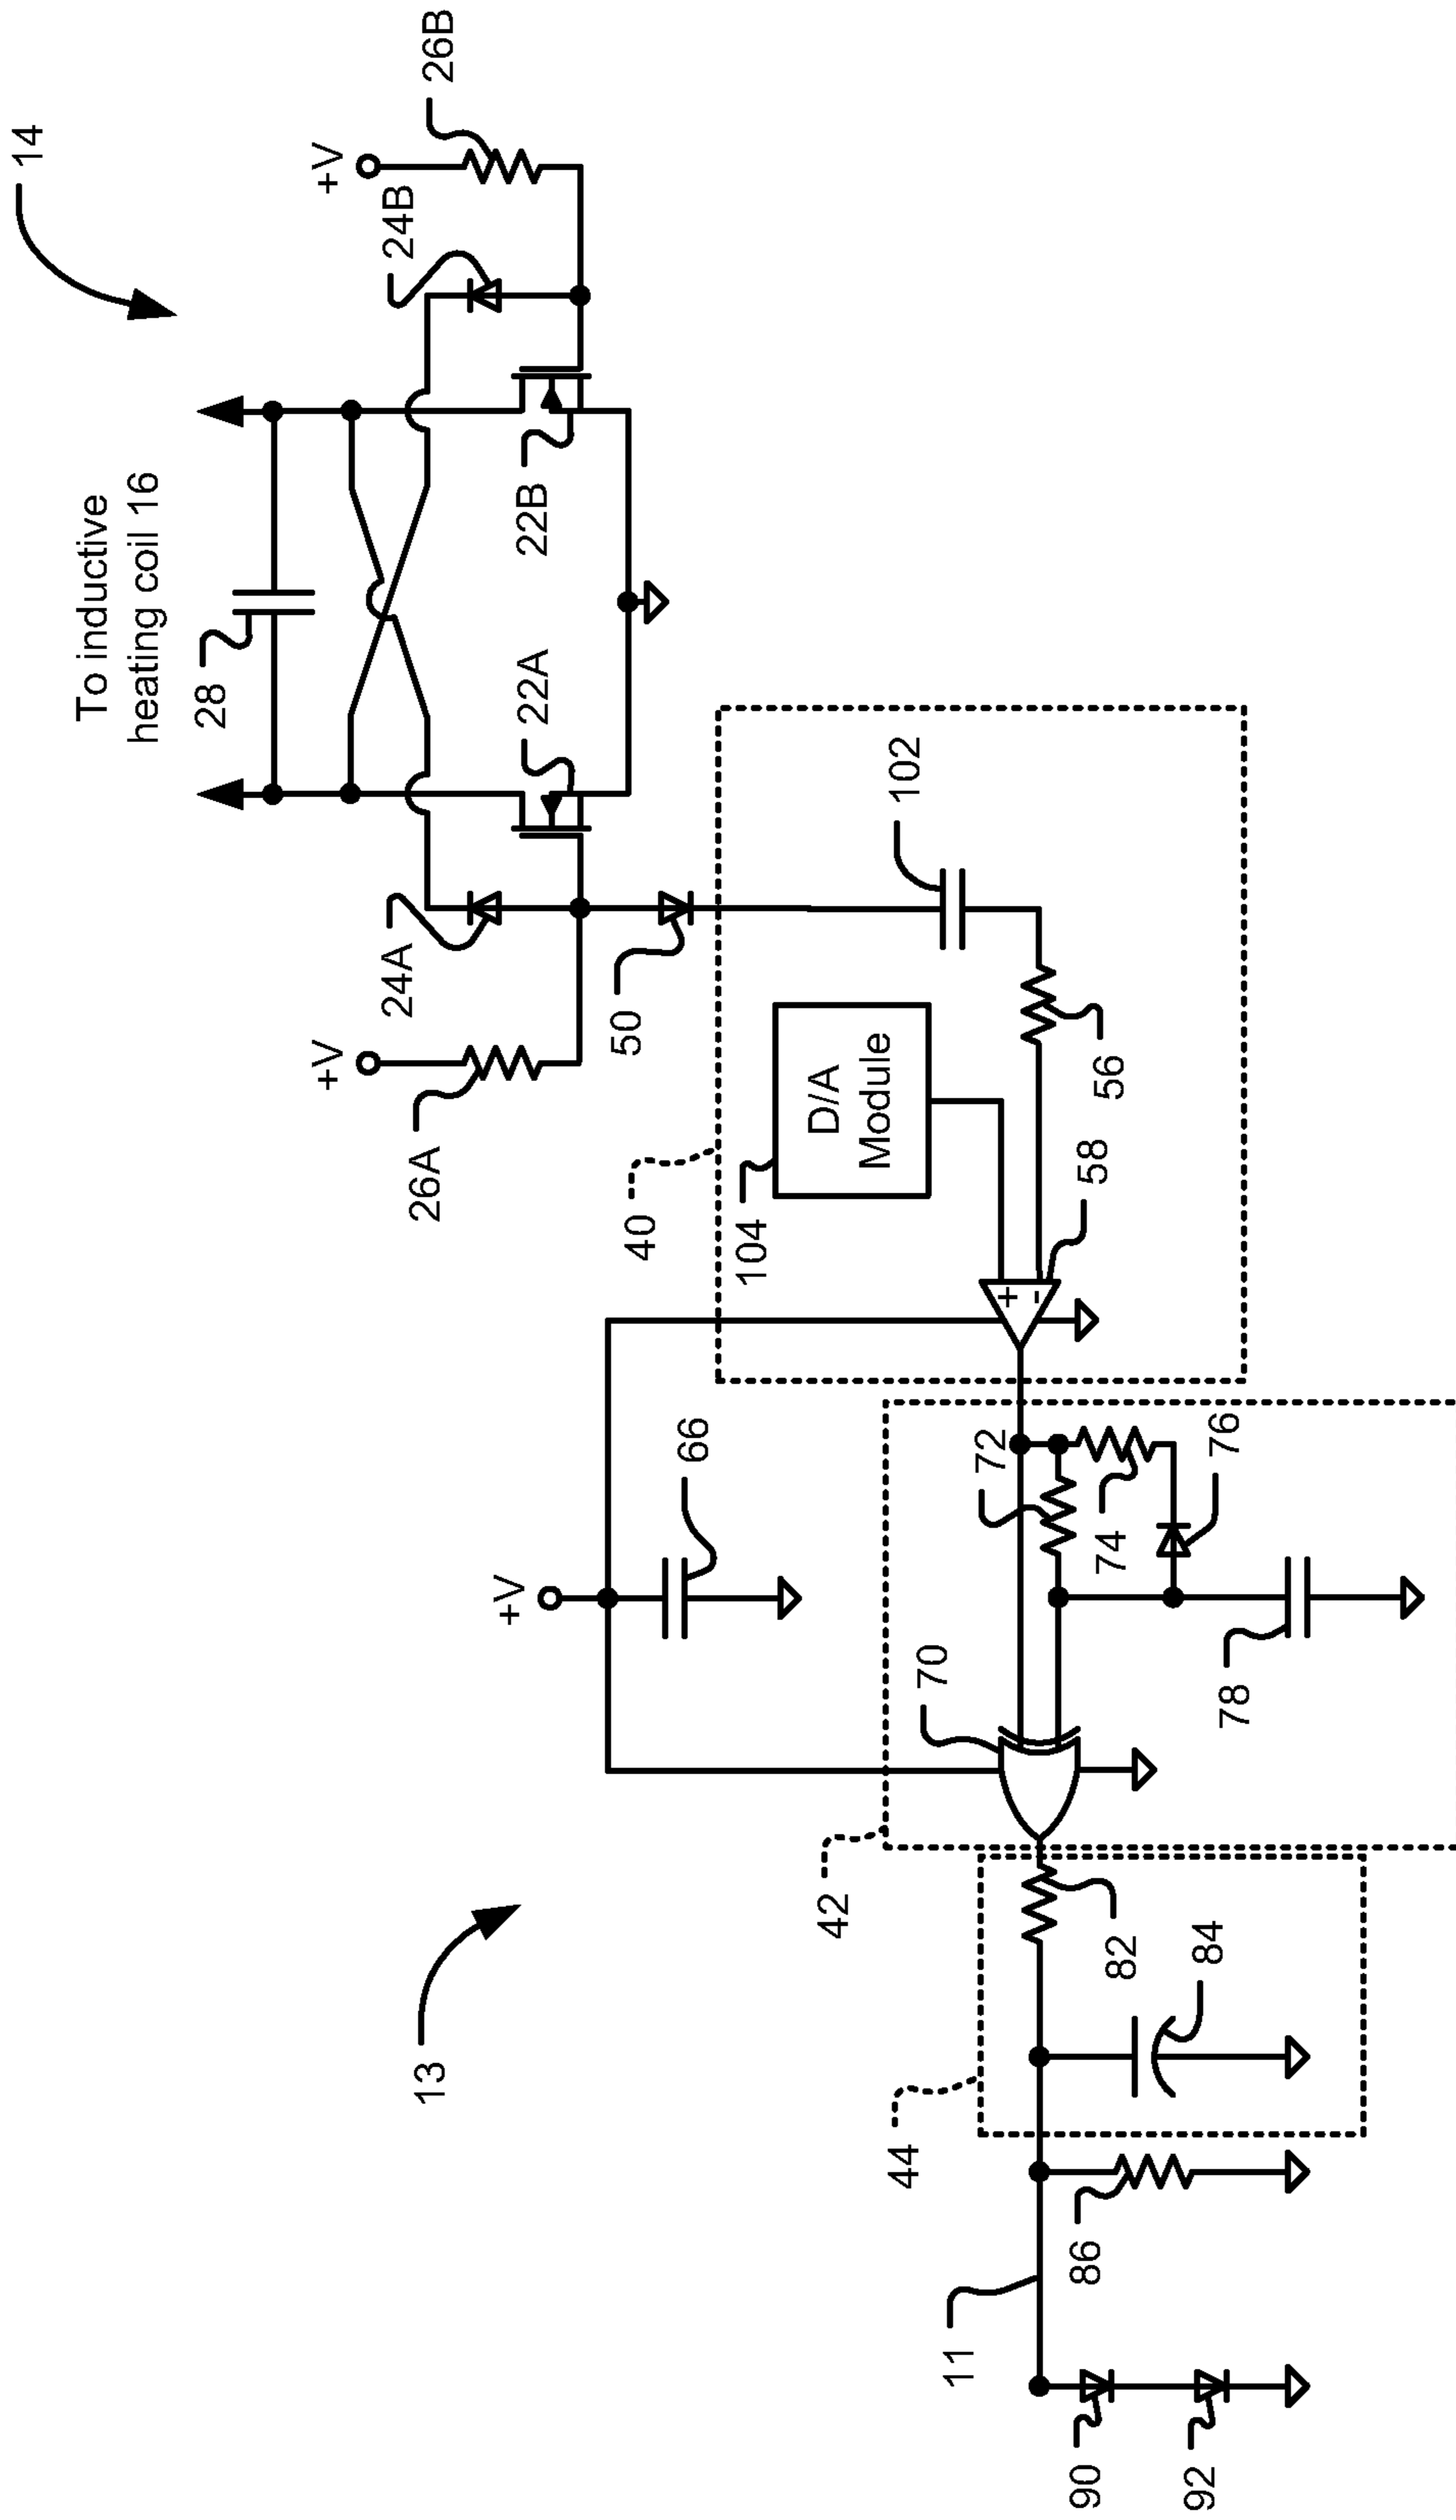 14
To inductive
heating coil 16
28
+V
26B
24B
22B
22A
+V
26A
24A
50
102
40
104
D/A
Module
56
58
+
-
+V
66
72
74
76
78
70
42
13
82
84
44
86
11
90
92